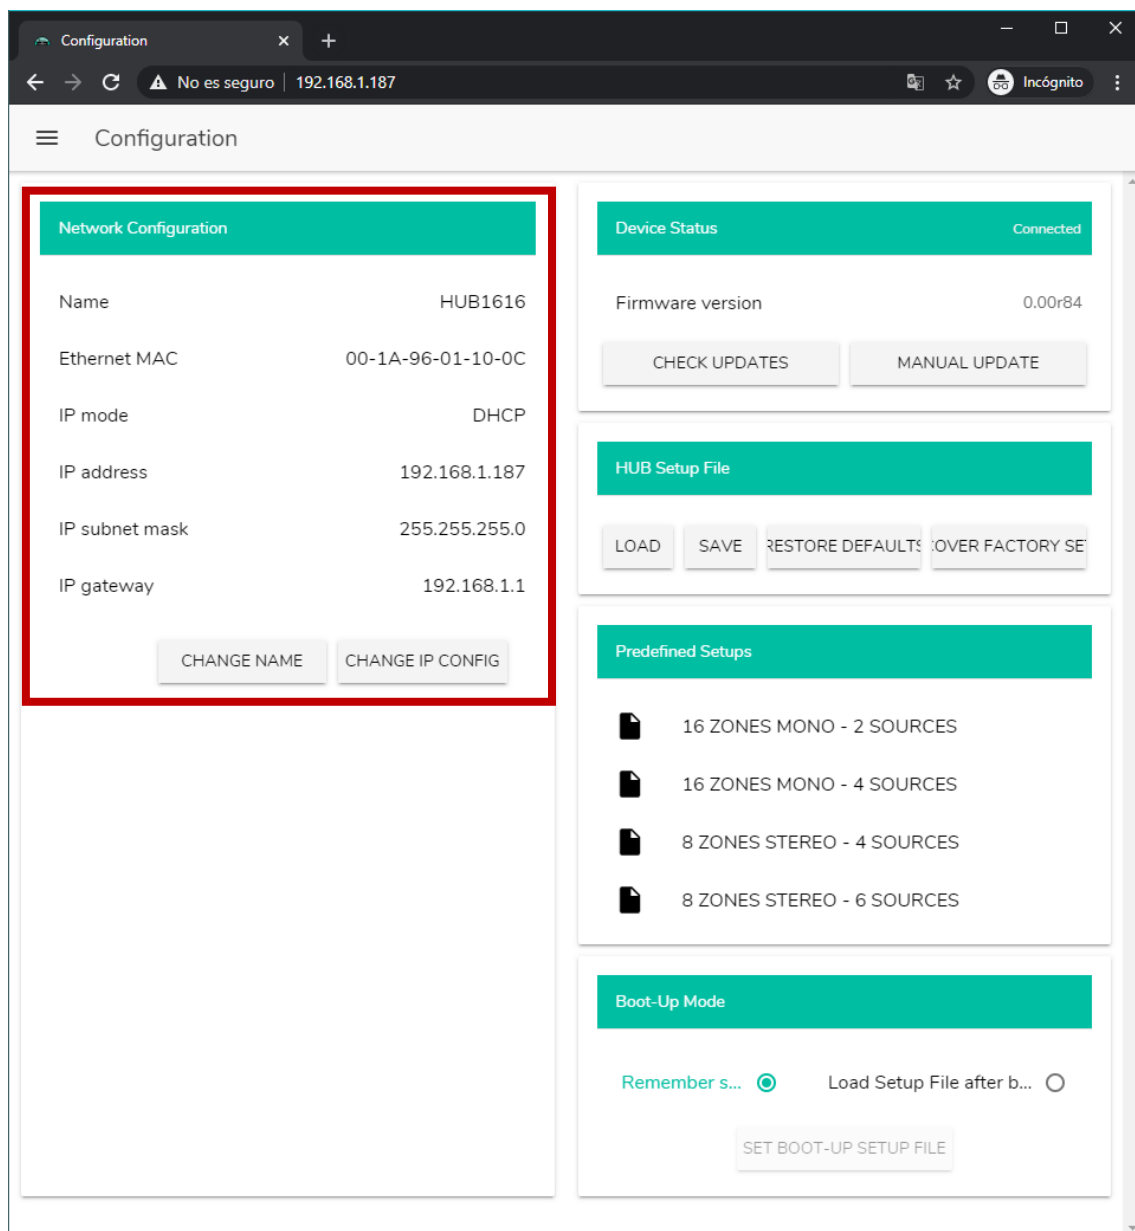 Configuration
No es seguro
192.168.1.187
Incógnito
Configuration
Network Configuration
Name HUB1616
Ethernet MAC 00-1A-96-01-10-0C
IP mode DHCP
IP address 192.168.1.187
IP subnet mask 255.255.255.0
IP gateway 192.168.1.1
CHANGE NAME CHANGE IP CONFIG
Device Status Connected
Firmware version 0.00r84
CHECK UPDATES MANUAL UPDATE
HUB Setup File
LOAD SAVE RESTORE DEFAULTS OVER FACTORY SE
Predefined Setups
16 ZONES MONO - 2 SOURCES
16 ZONES MONO - 4 SOURCES
8 ZONES STEREO - 4 SOURCES
8 ZONES STEREO - 6 SOURCES
Boot-Up Mode
Remember s... Load Setup File after b...
SET BOOT-UP SETUP FILE